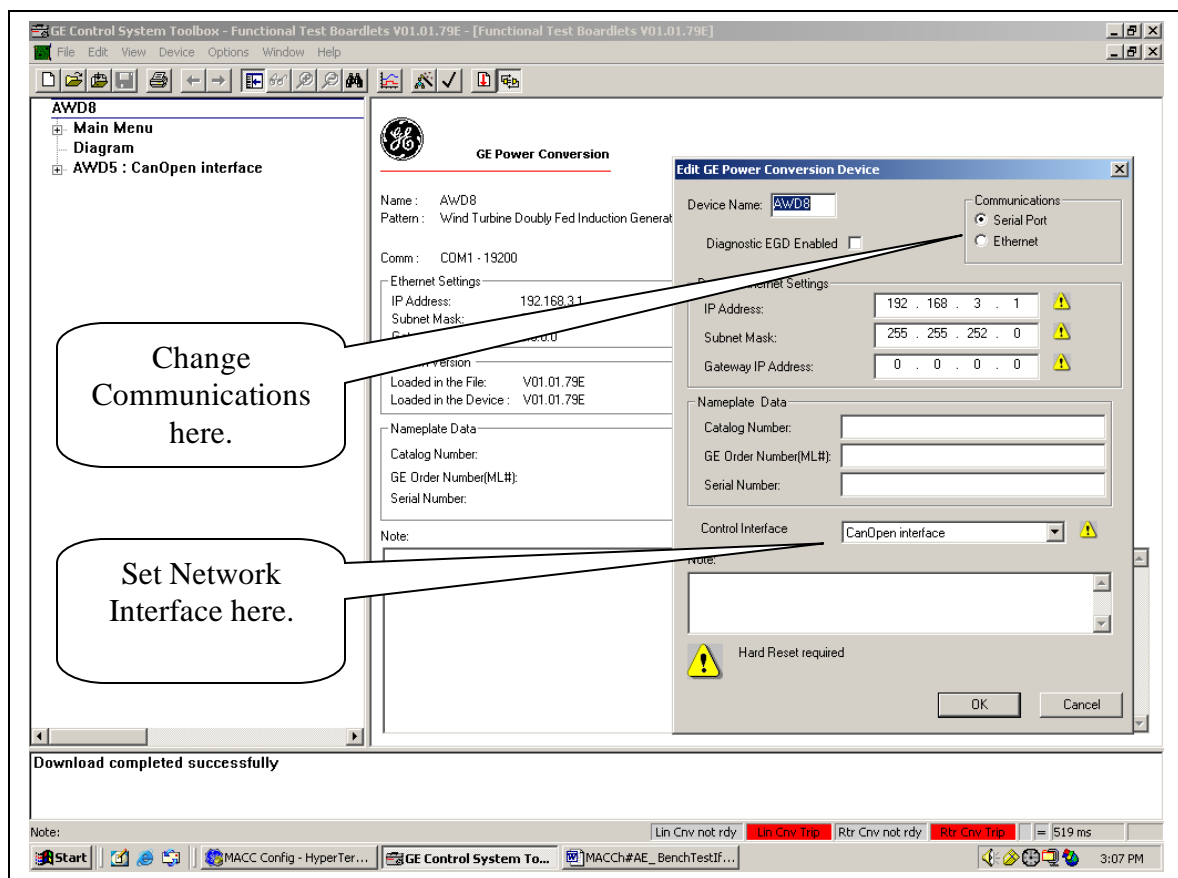 GE Control System Toolbox - Functional Test Boardlets V01.01.79E - [Functional Test Boardlets V01.01.79E]
File Edit View Device Options Window Help
AWD8
Main Menu
Diagram
AWD5 : CanOpen interface
GE Power Conversion
Name : AWD8
Pattern : Wind Turbine Doubly Fed Induction Generat
Comm : COM1 - 19200
Ethernet Settings
IP Address: 192.168.3.1
Subnet Mask:
Loaded in the File: V01.01.79E
Loaded in the Device : V01.01.79E
Nameplate Data
Catalog Number:
GE Order Number(ML#):
Serial Number:
Note:
Edit GE Power Conversion Device
Device Name: AWD8
Communications
Serial Port
Ethernet
Diagnostic EGD Enabled
Settings
IP Address: 192 . 168 . 3 . 1
Subnet Mask: 255 . 255 . 252 . 0
Gateway IP Address: 0 . 0 . 0 . 0
Nameplate Data
Catalog Number:
GE Order Number(ML#):
Serial Number:
Control Interface CanOpen interface
Note:
Hard Reset required
OK Cancel
Change
Communications
here.
Set Network
Interface here.
Download completed successfully
Note: Lin Cnv not rdy Lin Cnv Trip Rtr Cnv not rdy Rtr Cnv Trip = 519 ms
Start MACC Config - HyperTer... GE Control System To... MACCh#AE_BenchTestIf... 3:07 PM